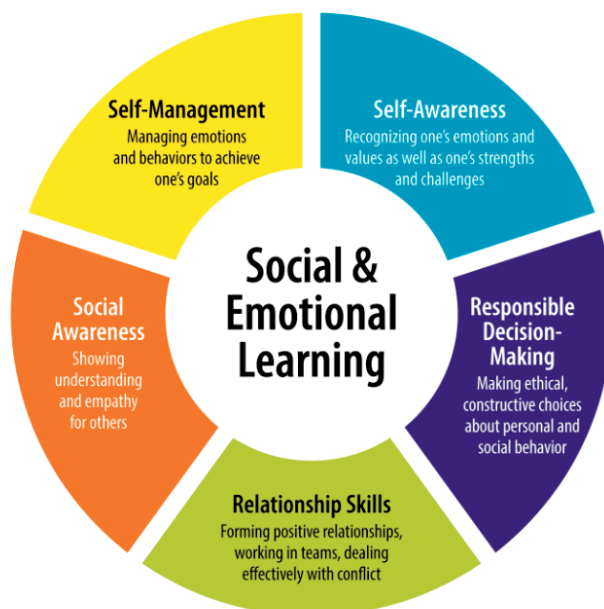 Self-Management
Managing emotions
and behaviors to achieve
one's goals
Self-Awareness
Recognizing one's emotions and
values as well as one's strengths
and challenges
Social &
Emotional
Learning
Social
Awareness
Showing
understanding
and empathy
for others
Responsible
Decision-
Making
Making ethical,
constructive choices
about personal and
social behavior
Relationship Skills
Forming positive relationships,
working in teams, dealing
effectively with conflict